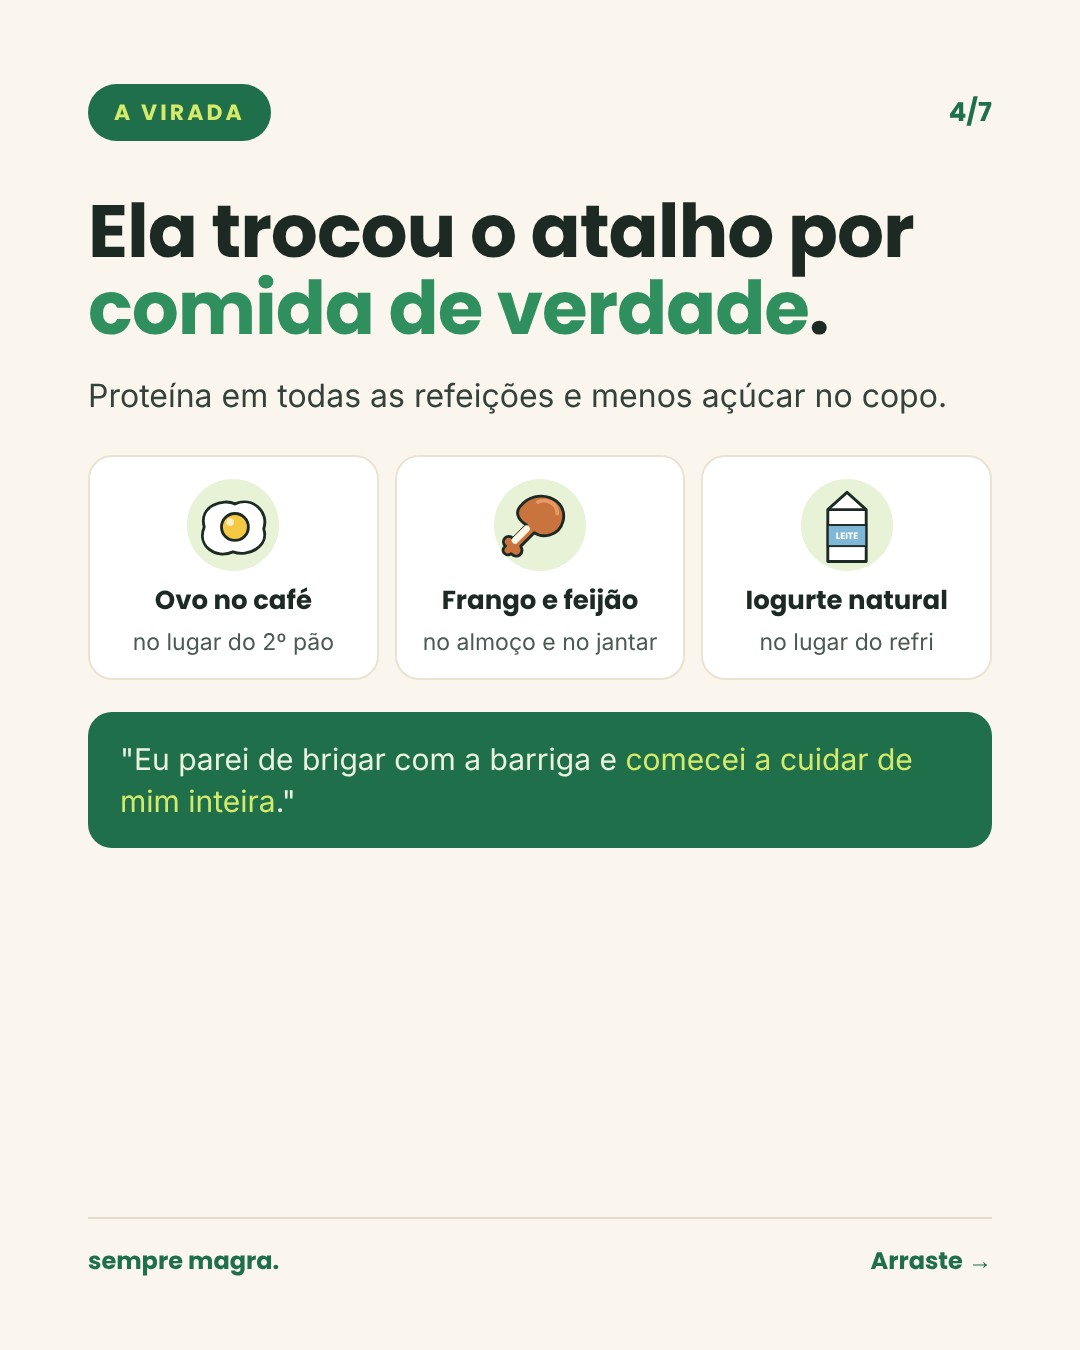 A VIRADA
4/7
Ela trocou o atalho por
comida de verdade.
Proteína em todas as refeições e menos açúcar no copo.
LEITE
Ovo no café
no lugar do 2º pão
Frango e feijão
no almoço e no jantar
Iogurte natural
no lugar do refri
"Eu parei de brigar com a barriga e comecei a cuidar de
mim inteira."
sempre magra.
Arraste →